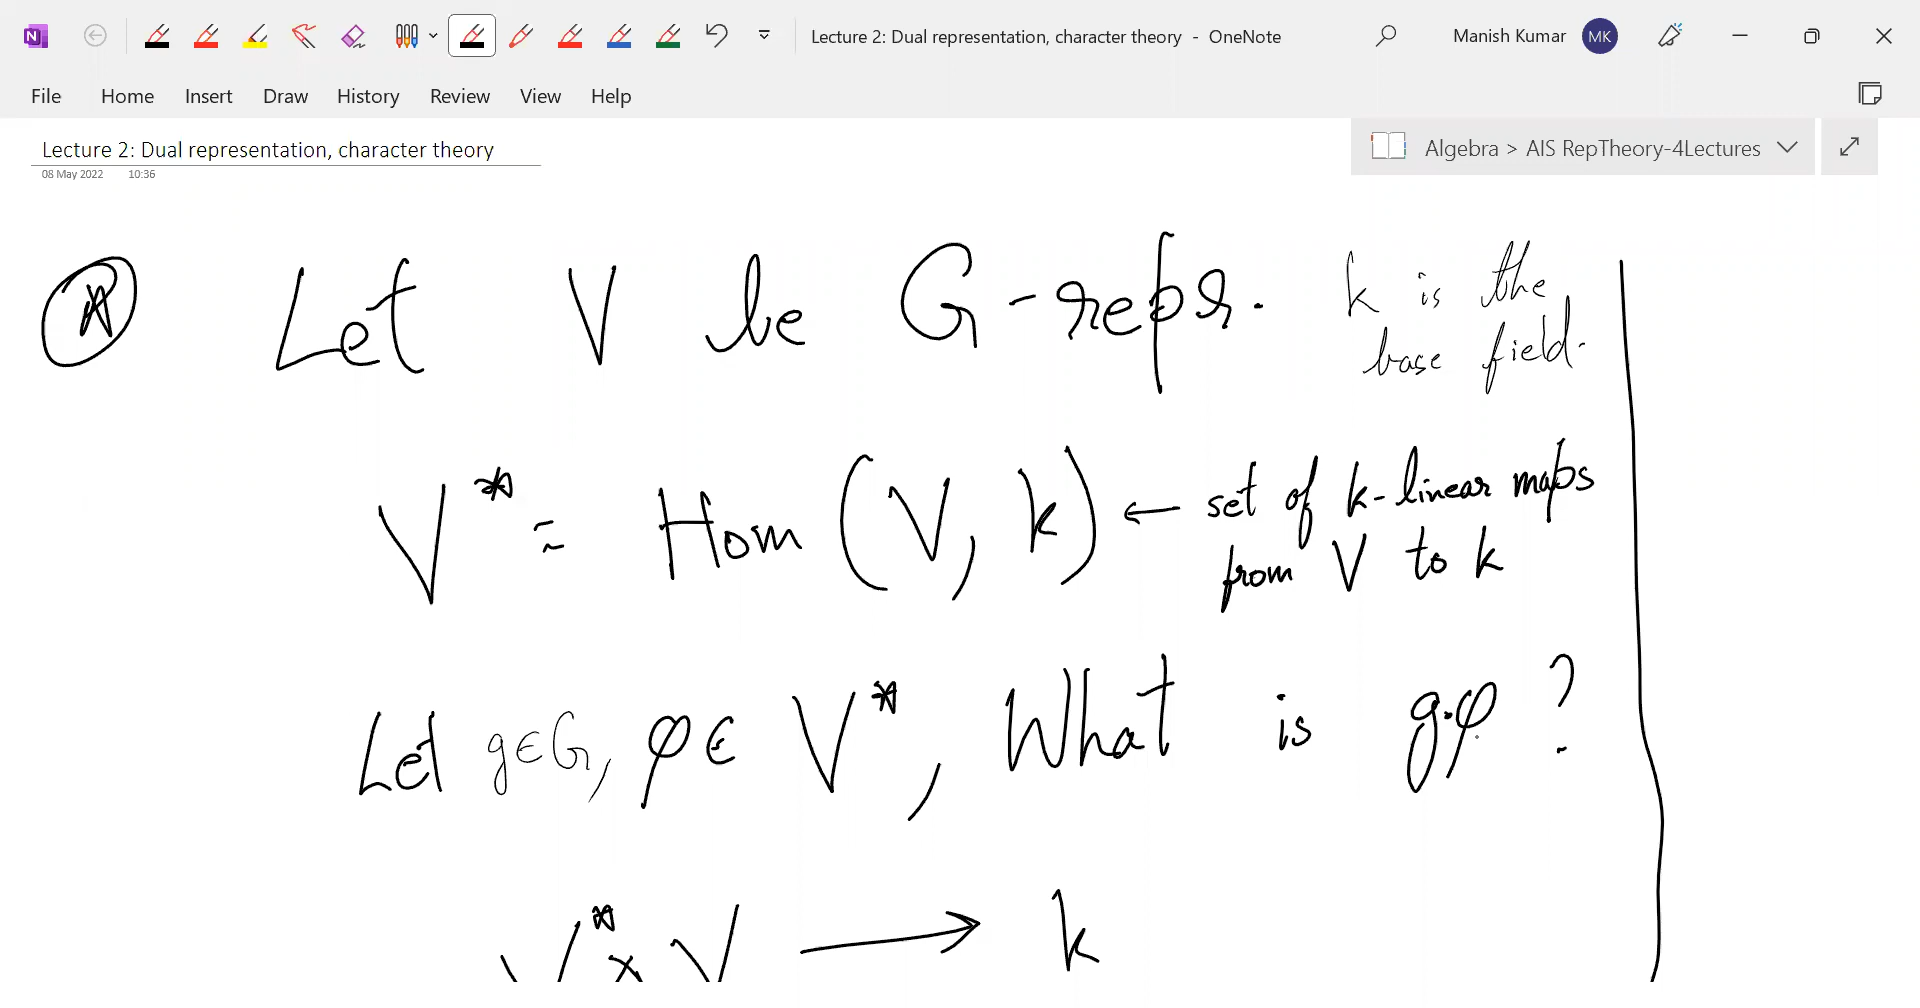 Lecture 2: Dual representation, character theory - OneNote
Manish Kumar MK
File Home Insert Draw History Review View Help
Lecture 2: Dual representation, character theory
08 May 2022 10:36
Algebra > AIS RepTheory-4Lectures
Let V be G-repr. k is the
base field.
V* = Hom (V, k) ← set of k-linear maps
from V to k
Let g∈G, φ∈ V*, What is g.φ ?
V* × V → k